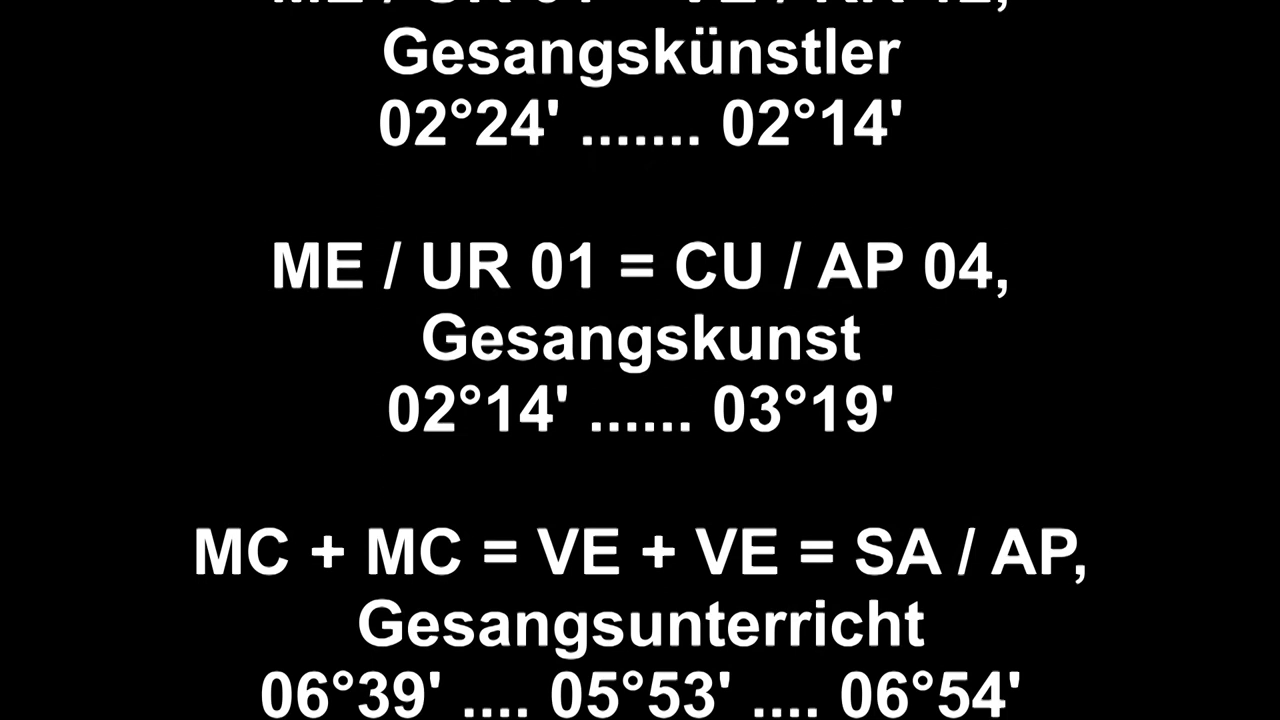 Gesangskünstler
02°24' ....... 02°14'
ME / UR 01 = CU / AP 04,
Gesangskunst
02°14' ...... 03°19'
MC + MC = VE + VE = SA / AP,
Gesangsunterricht
06°39' .... 05°53' .... 06°54'